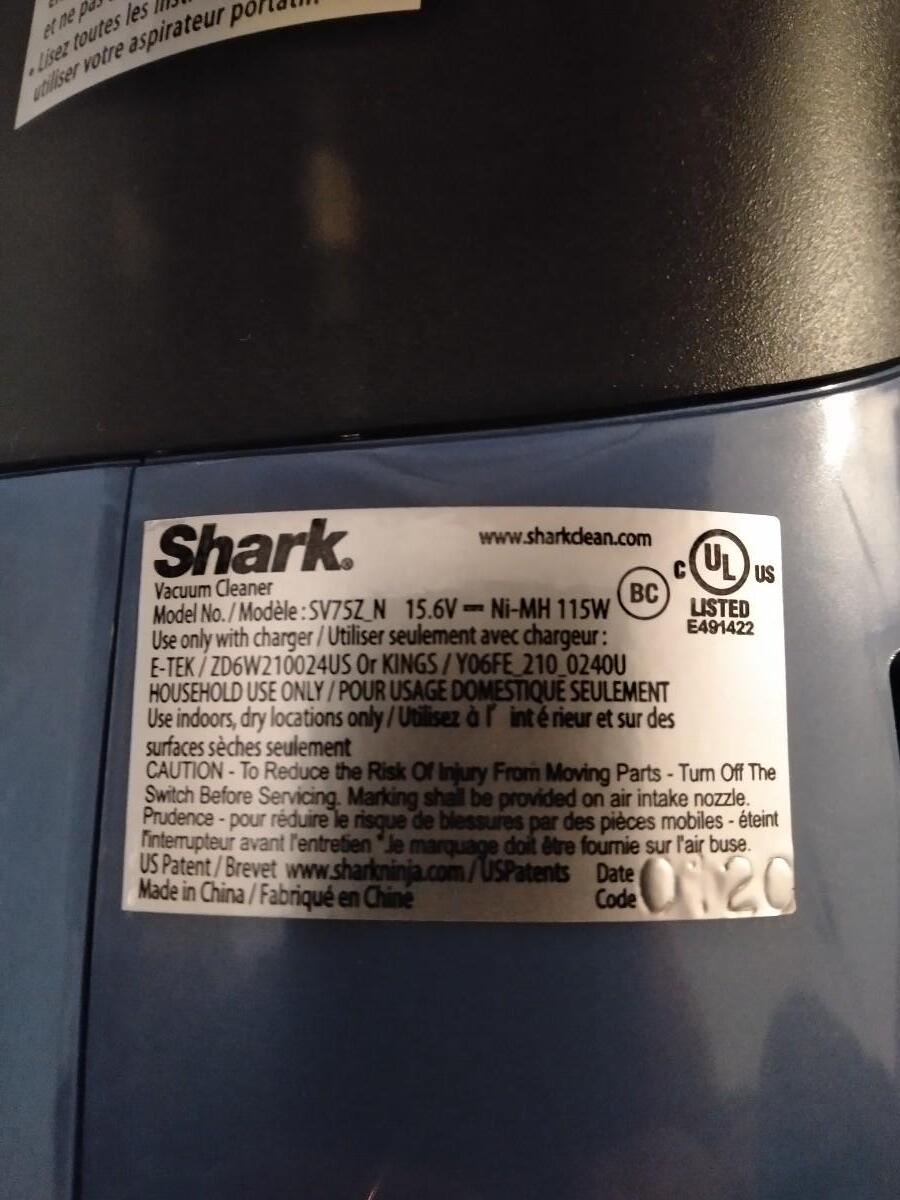 et ne pas
• Lisez toutes les
utiliser votre aspirateur
Shark®
www.sharkclean.com
Vacuum Cleaner
Model No. / Modèle : SV75Z_N 15.6V ⎓ Ni-MH 115W
BC
C UL US
LISTED
E491422
Use only with charger / Utiliser seulement avec chargeur :
E-TEK / ZD6W210024US Or KINGS / Y06FE_210_0240U
HOUSEHOLD USE ONLY / POUR USAGE DOMESTIQUE SEULEMENT
Use indoors, dry locations only / Utilisez à l' inté rieur et sur des
surfaces sèches seulement
CAUTION - To Reduce the Risk Of Injury From Moving Parts - Turn Off The
Switch Before Servicing. Marking shall be provided on air intake nozzle.
Prudence - pour réduire le risque de blessures par des pièces mobiles - éteint
l'interrupteur avant l'entretien "Je marquage doit être fournie sur l'air buse.
US Patent / Brevet www.sharkninja.com / USPatents
Made in China / Fabriqué en Chine
Date
Code